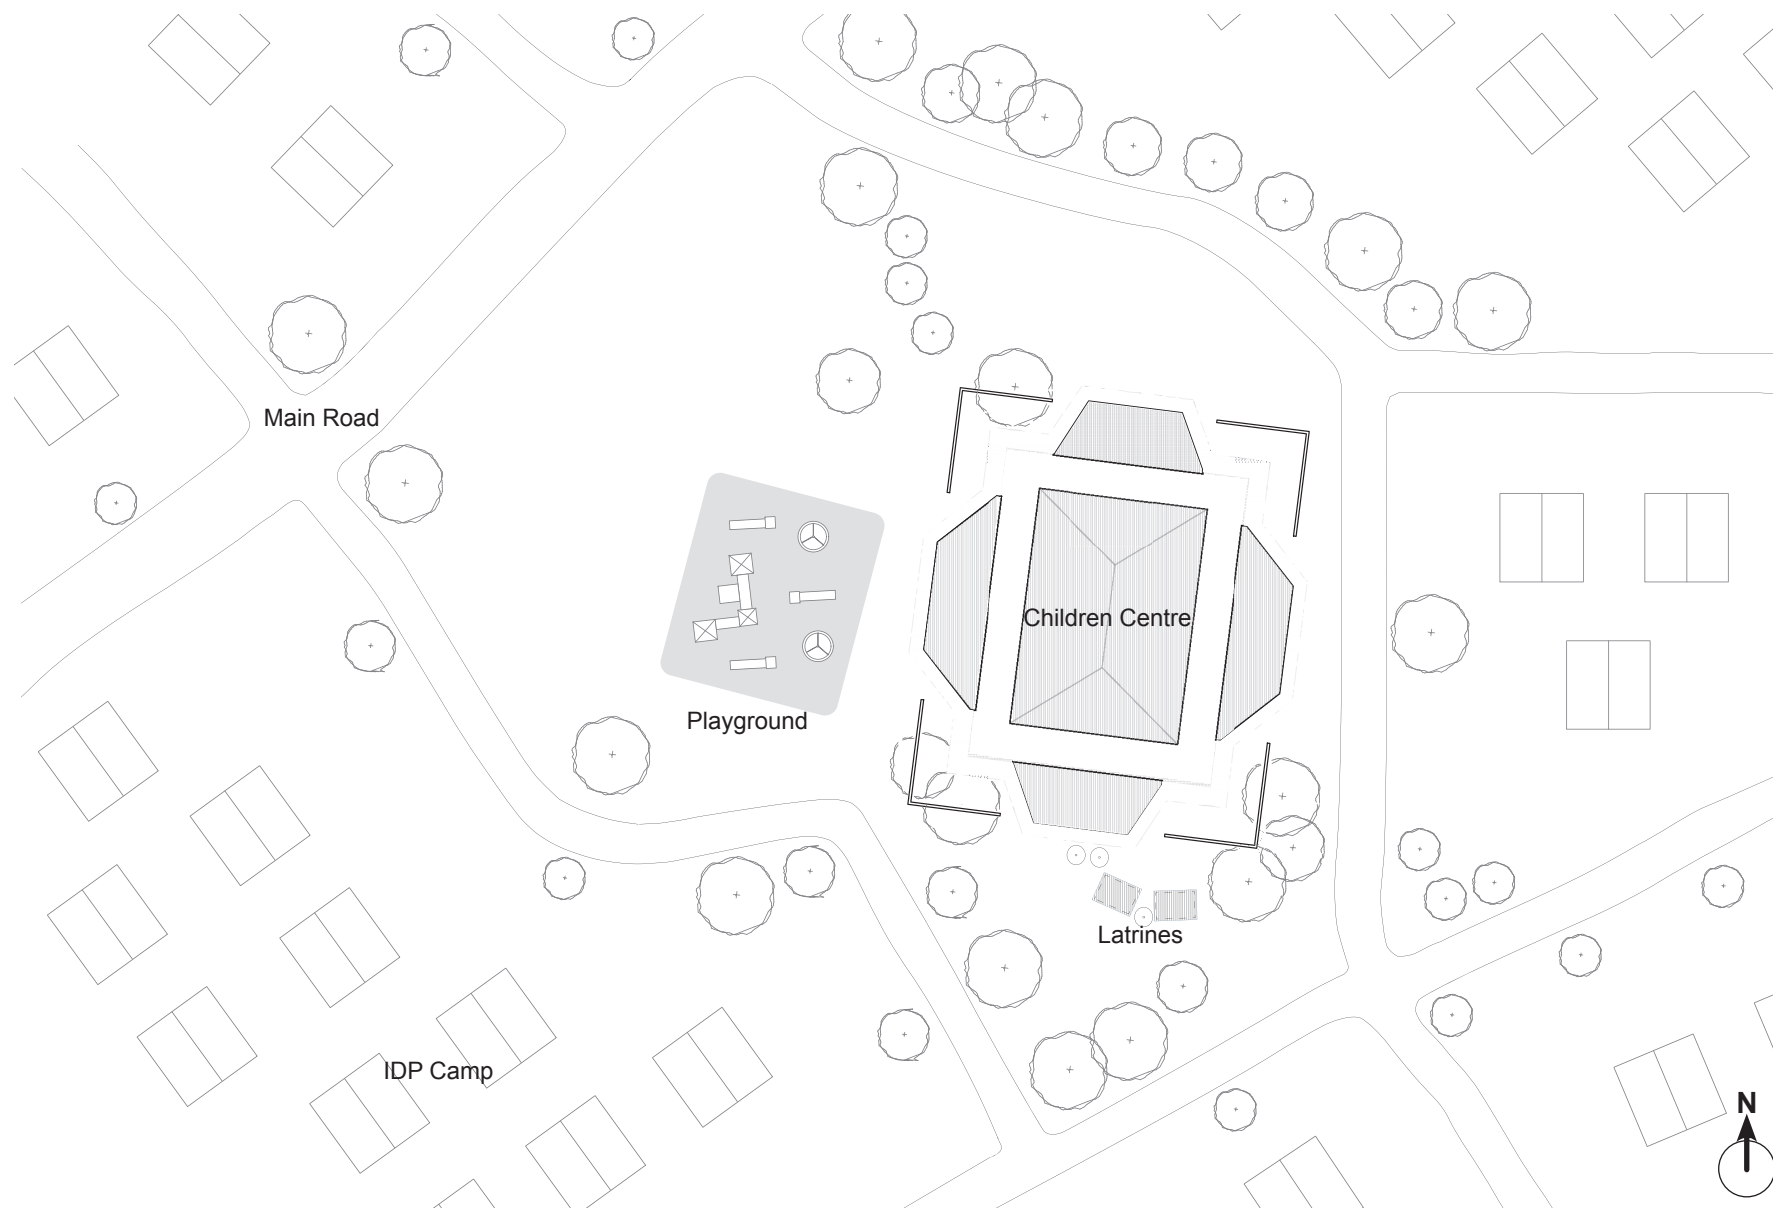 Main Road
Children Centre
Playground
Latrines
IDP Camp
N